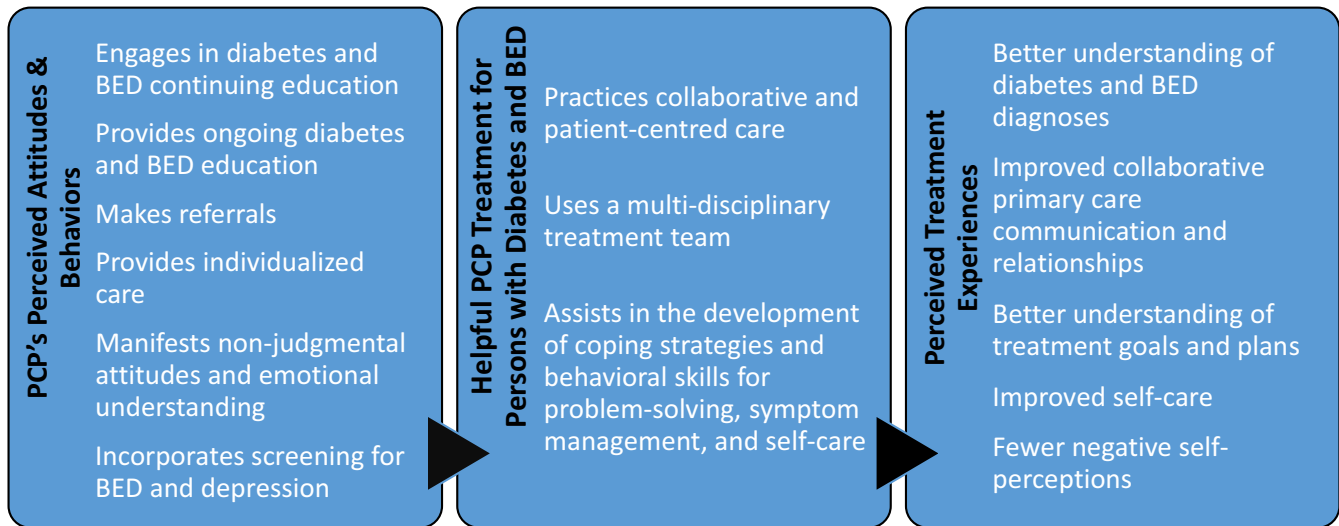 PCP's Perceived Attitudes &
Behaviors
Engages in diabetes and
BED continuing education
Provides ongoing diabetes
and BED education
Makes referrals
Provides individualized
care
Manifests non-judgmental
attitudes and emotional
understanding
Incorporates screening for
BED and depression
Helpful PCP Treatment for
Persons with Diabetes and BED
Practices collaborative and
patient-centred care
Uses a multi-disciplinary
treatment team
Assists in the development
of coping strategies and
behavioral skills for
problem-solving, symptom
management, and self-care
Perceived Treatment
Experiences
Better understanding of
diabetes and BED
diagnoses
Improved collaborative
primary care
communication and
relationships
Better understanding of
treatment goals and plans
Improved self-care
Fewer negative self-
perceptions